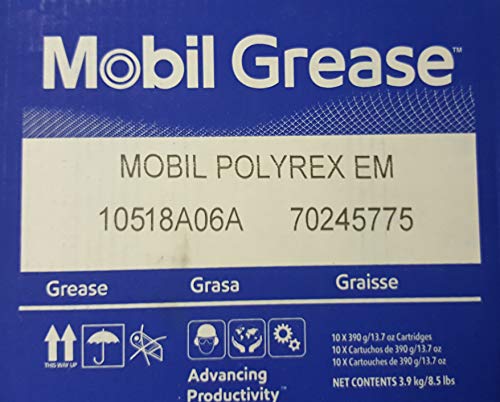 Mobil Grease™
MOBIL POLYREX EM
10518A06A 70245775
Grease Grasa Graisse
THIS WAY UP
10 X 390 g/13.7 oz Cartridges
10 X Cartuchos de 390 g/13.7 oz
10 X Cartouches de 390 g/13.7 oz
Advancing
Productivity™
NET CONTENTS 3.9 kg/8.5 lbs